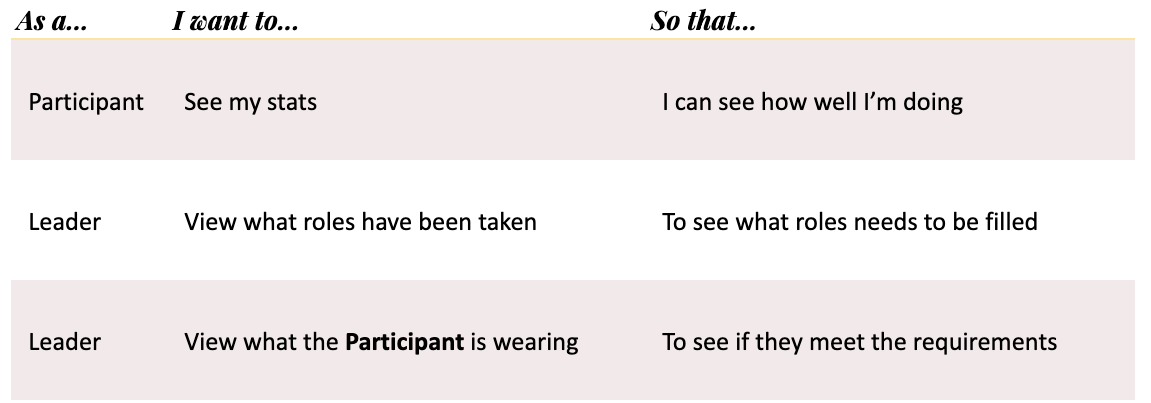 As a... I want to... So that...
Participant See my stats I can see how well I’m doing
Leader View what roles have been taken To see what roles needs to be filled
Leader View what the Participant is wearing To see if they meet the requirements